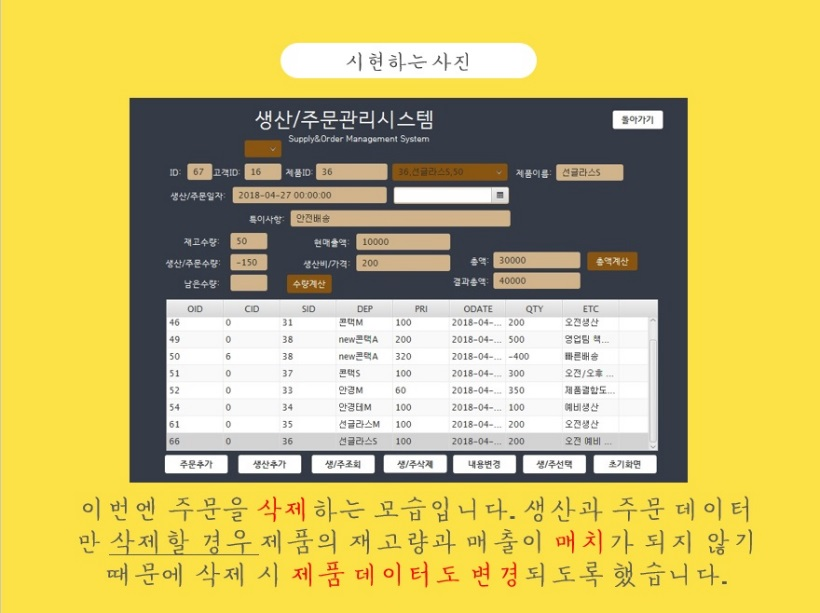 시현하는사진
생산/주문관리시스템
돌아가기
Supply&Order Management System
ID: 67 고객ID: 16 제품ID: 36 36,선글라스S,50 제품이름: 선글라스S
생산/주문일자: 2018-04-27 00:00:00
특이사항: 안전배송
재고수량: 50 현매출액: 10000
생산/주문수량: -150 생산비/가격: 200 총액: 30000 총액계산
남은수량: 수량계산 결과총액: 40000
OID CID SID DEP PRI ODATE QTY ETC
46 0 31 콘택M 100 2018-04-... 200 오전생산
49 0 38 new콘택A 200 2018-04-... 500 영업팀 책...
50 6 38 new콘택A 320 2018-04-... -400 빠른배송
51 0 37 콘택S 100 2018-04-... 300 오전/오후 ...
52 0 33 안경M 60 2018-04-... 350 제품결합도...
54 0 34 안경테M 100 2018-04-... 100 예비생산
61 0 35 선글라스M 100 2018-04-... 200 오전생산
66 0 36 선글라스S 100 2018-04-... 200 오전 예비 ...
주문추가 생산추가 생/주조회 생/주삭제 내용변경 생/주선택 초기화면
이번엔 주문을 삭제하는 모습입니다. 생산과 주문 데이터
만 삭제할 경우 제품의 재고량과 매출이 매치가 되지 않기
때문에 삭제 시 제품 데이터도 변경되도록 했습니다.